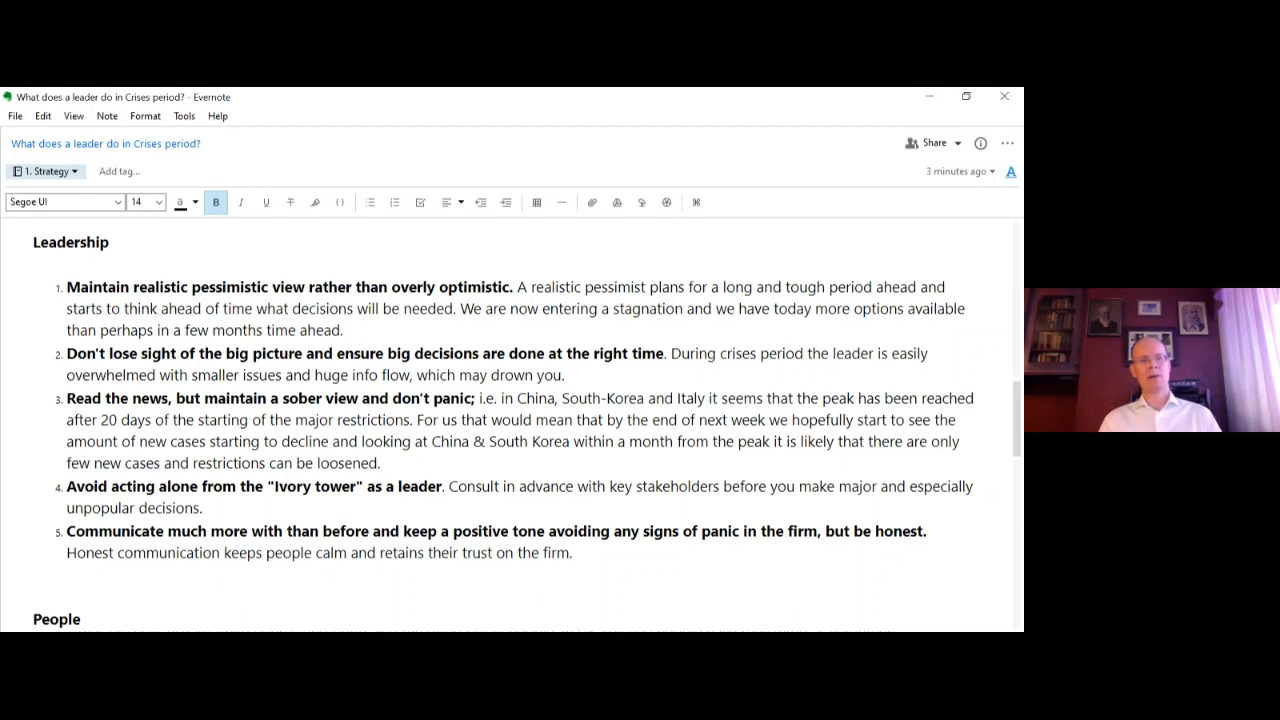 What does a leader do in Crises period? - Evernote
File Edit View Note Format Tools Help
What does a leader do in Crises period?
Share
1. Strategy
Add tag...
3 minutes ago
A
Segoe UI 14 a B I U T
Leadership
1. Maintain realistic pessimistic view rather than overly optimistic. A realistic pessimist plans for a long and tough period ahead and
starts to think ahead of time what decisions will be needed. We are now entering a stagnation and we have today more options available
than perhaps in a few months time ahead.
2. Don't lose sight of the big picture and ensure big decisions are done at the right time. During crises period the leader is easily
overwhelmed with smaller issues and huge info flow, which may drown you.
3. Read the news, but maintain a sober view and don't panic; i.e. in China, South-Korea and Italy it seems that the peak has been reached
after 20 days of the starting of the major restrictions. For us that would mean that by the end of next week we hopefully start to see the
amount of new cases starting to decline and looking at China & South Korea within a month from the peak it is likely that there are only
few new cases and restrictions can be loosened.
4. Avoid acting alone from the "Ivory tower" as a leader. Consult in advance with key stakeholders before you make major and especially
unpopular decisions.
5. Communicate much more with than before and keep a positive tone avoiding any signs of panic in the firm, but be honest.
Honest communication keeps people calm and retains their trust on the firm.
People